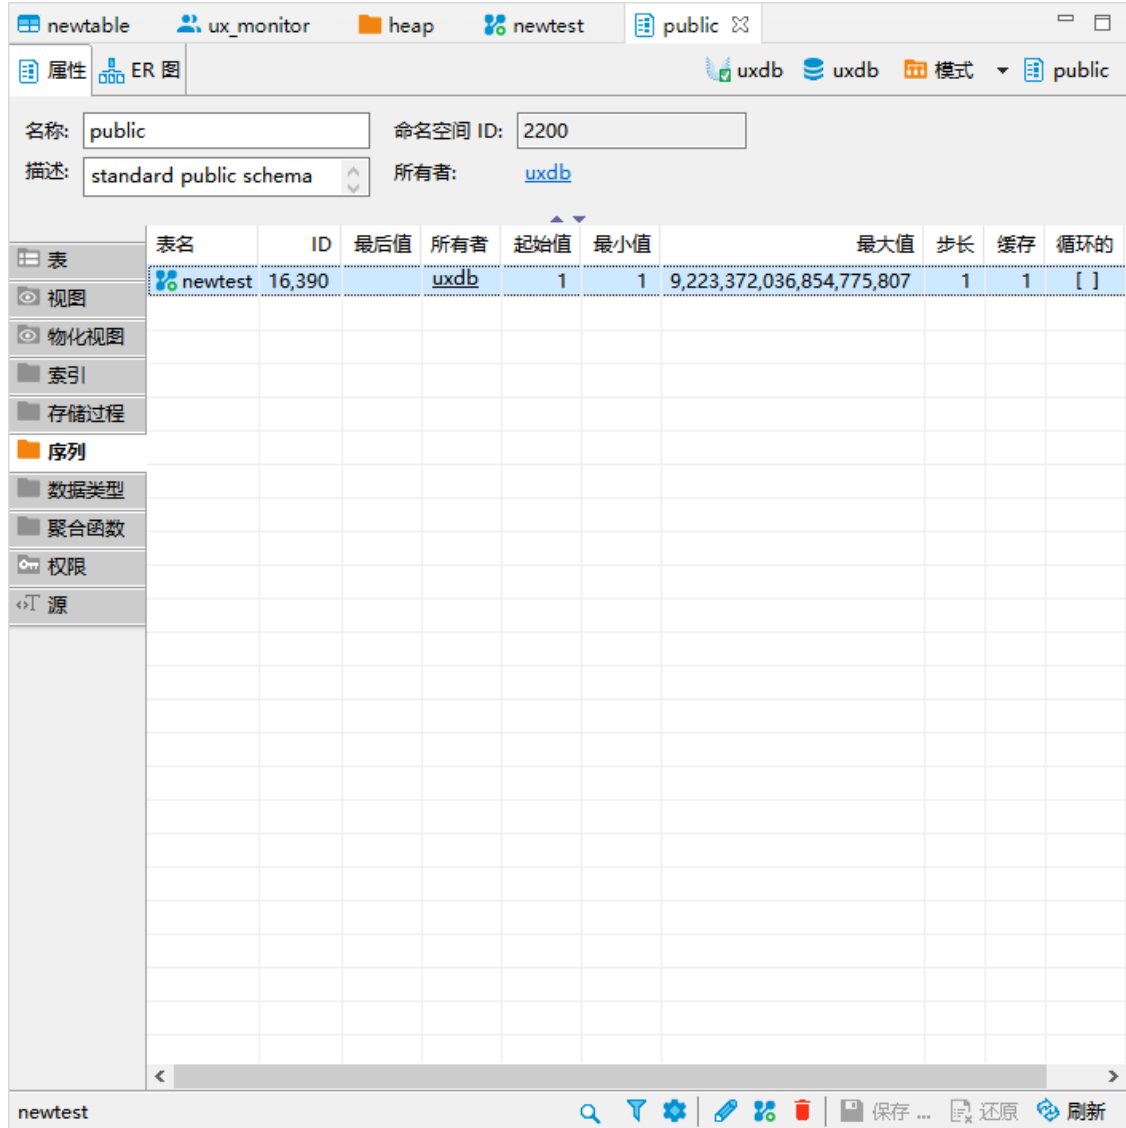 newtable ux_monitor heap newtest public
属性 ER 图 uxdb uxdb 模式 public
名称: public 命名空间 ID: 2200
描述: standard public schema 所有者: uxdb
表名 ID 最后值 所有者 起始值 最小值 最大值 步长 缓存 循环的
newtest 16,390 uxdb 1 1 9,223,372,036,854,775,807 1 1 [ ]
表
视图
物化视图
索引
存储过程
序列
数据类型
聚合函数
权限
源
newtest 保存 ... 还原 刷新